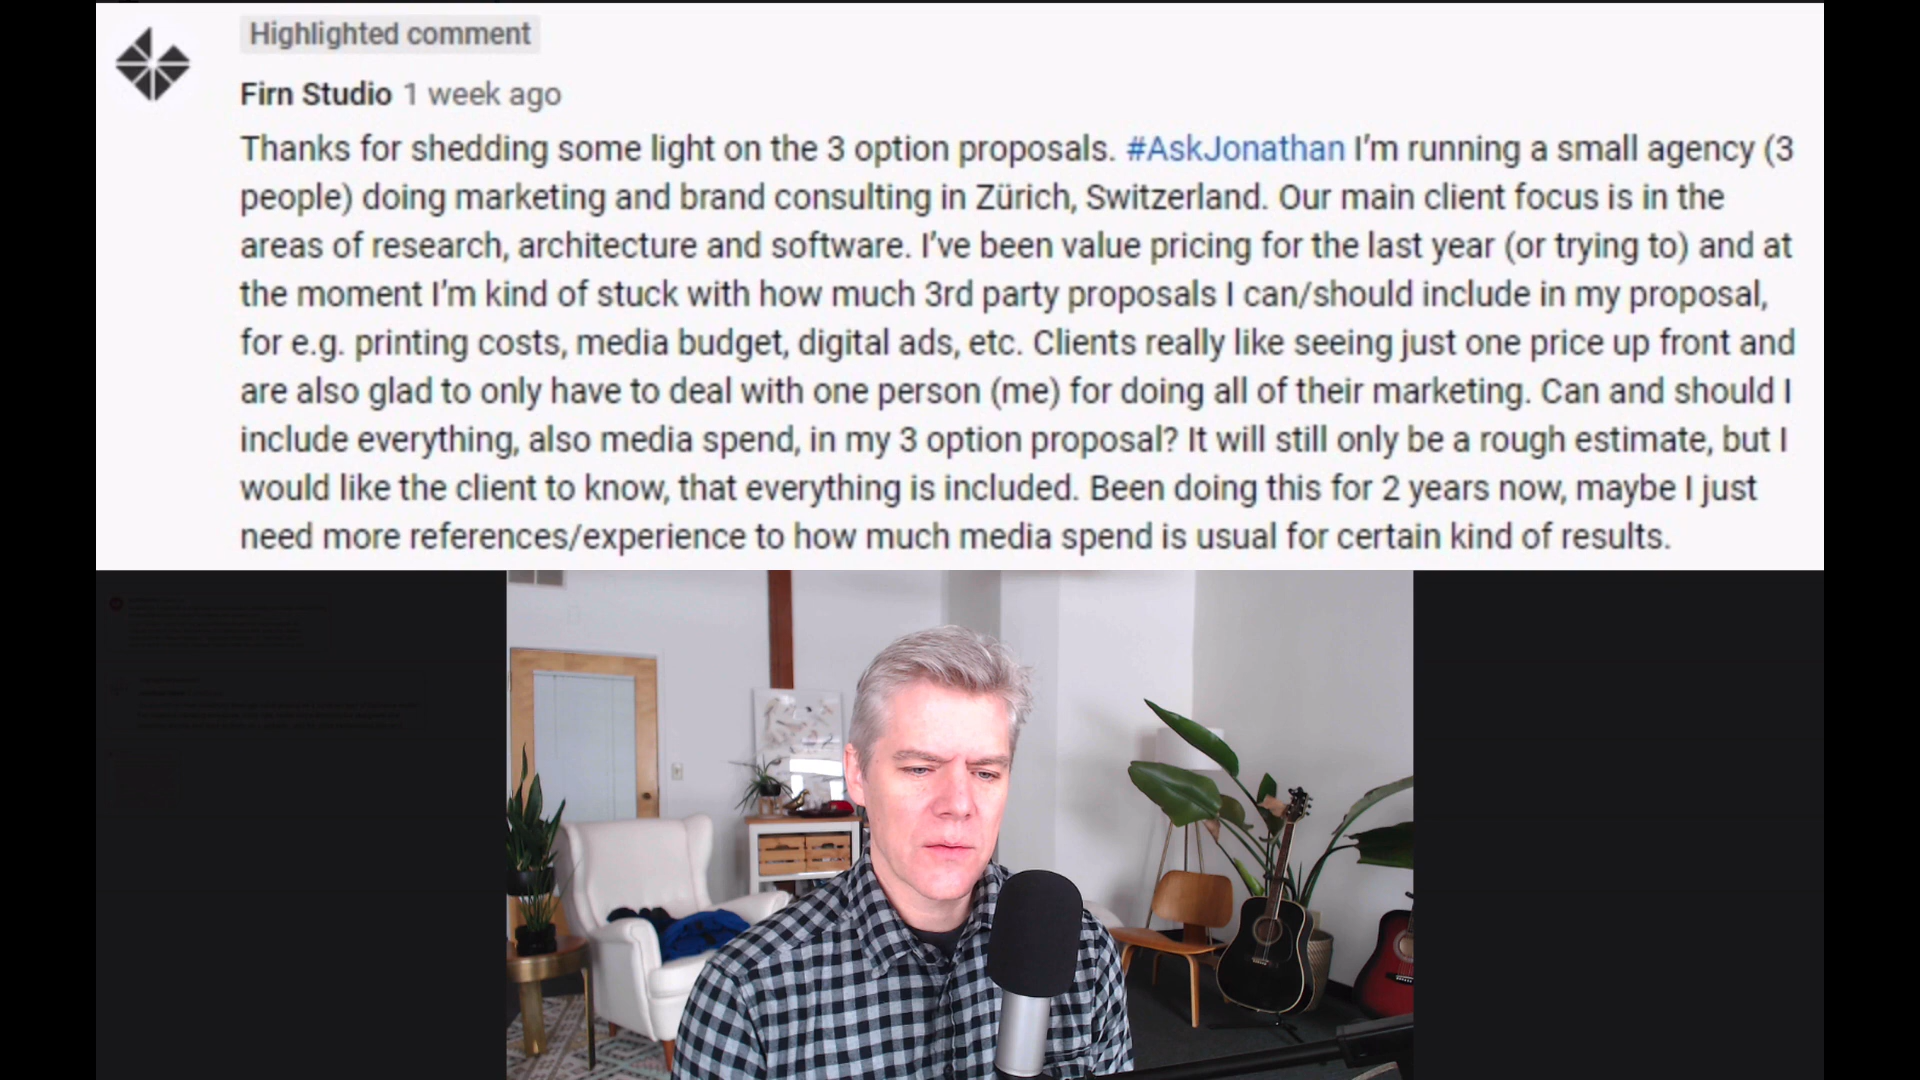 Highlighted comment
Firn Studio 1 week ago
Thanks for shedding some light on the 3 option proposals. #AskJonathan I’m running a small agency (3
people) doing marketing and brand consulting in Zürich, Switzerland. Our main client focus is in the
areas of research, architecture and software. I’ve been value pricing for the last year (or trying to) and at
the moment I’m kind of stuck with how much 3rd party proposals I can/should include in my proposal,
for e.g. printing costs, media budget, digital ads, etc. Clients really like seeing just one price up front and
are also glad to only have to deal with one person (me) for doing all of their marketing. Can and should I
include everything, also media spend, in my 3 option proposal? It will still only be a rough estimate, but I
would like the client to know, that everything is included. Been doing this for 2 years now, maybe I just
need more references/experience to how much media spend is usual for certain kind of results.